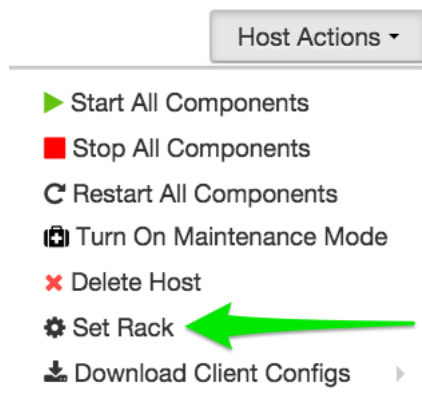 Host Actions
Start All Components
Stop All Components
Restart All Components
Turn On Maintenance Mode
Delete Host
Set Rack
Download Client Configs